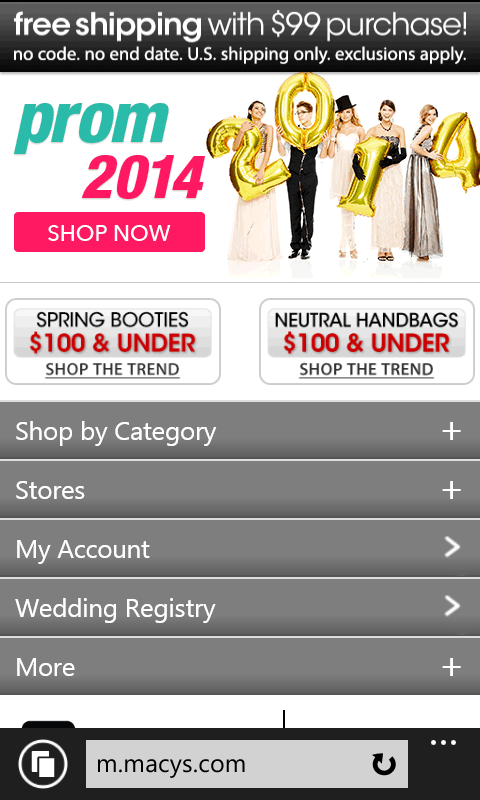 free shipping with $99 purchase!
no code. no end date. U.S. shipping only. exclusions apply.
prom
2014
2014
SHOP NOW
SPRING BOOTIES
$100 & UNDER
SHOP THE TREND
NEUTRAL HANDBAGS
$100 & UNDER
SHOP THE TREND
Shop by Category
Stores
My Account
Wedding Registry
More
m.macys.com